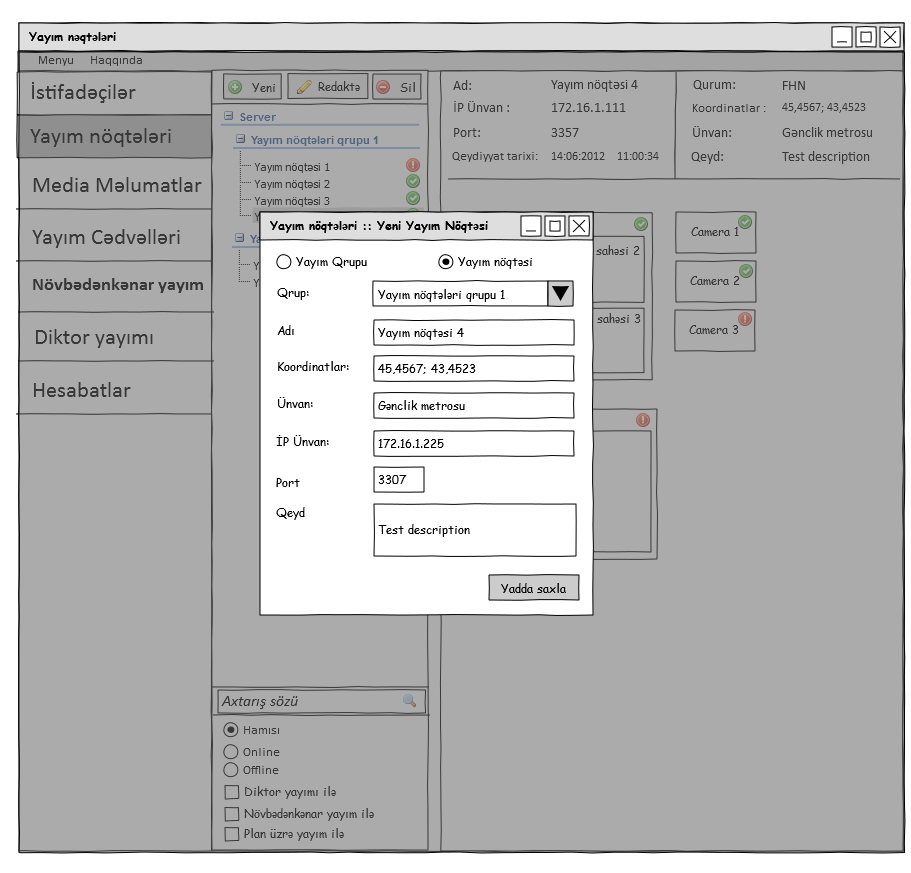 Yayım nəqtələri
Menyu Haqqında
İstifadəçilər
Yayım nöqtələri
Media Məlumatlar
Yayım Cədvəlləri
Növbədənkənar yayım
Diktor yayımı
Hesabatlar
Yeni Redaktə Sil
Server
Yayım nöqtələri qrupu 1
Yayım nöqtəsi 1
Yayım nöqtəsi 2
Yayım nöqtəsi 3
Ad: Yayım nöqtəsi 4
İP Ünvan : 172.16.1.111
Port: 3357
Qeydiyyat tarixi: 14:06:2012 11:00:34
Qurum: FHN
Koordinatlar : 45,4567; 43,4523
Ünvan: Gənclik metrosu
Qeyd: Test description
sahəsi 2
sahəsi 3
Camera 1
Camera 2
Camera 3
Yayım nöqtələri :: Yeni Yayım Nöqtəsi
Yayım Qrupu Yayım nöqtəsi
Qrup: Yayım nöqtələri qrupu 1
Adı Yayım nöqtəsi 4
Koordinatlar: 45,4567; 43,4523
Ünvan: Gənclik metrosu
İP Ünvan: 172.16.1.225
Port 3307
Qeyd Test description
Yadda saxla
Axtarış sözü
Hamısı
Online
Offline
Diktor yayımı ilə
Növbədənkənar yayım ilə
Plan üzrə yayım ilə